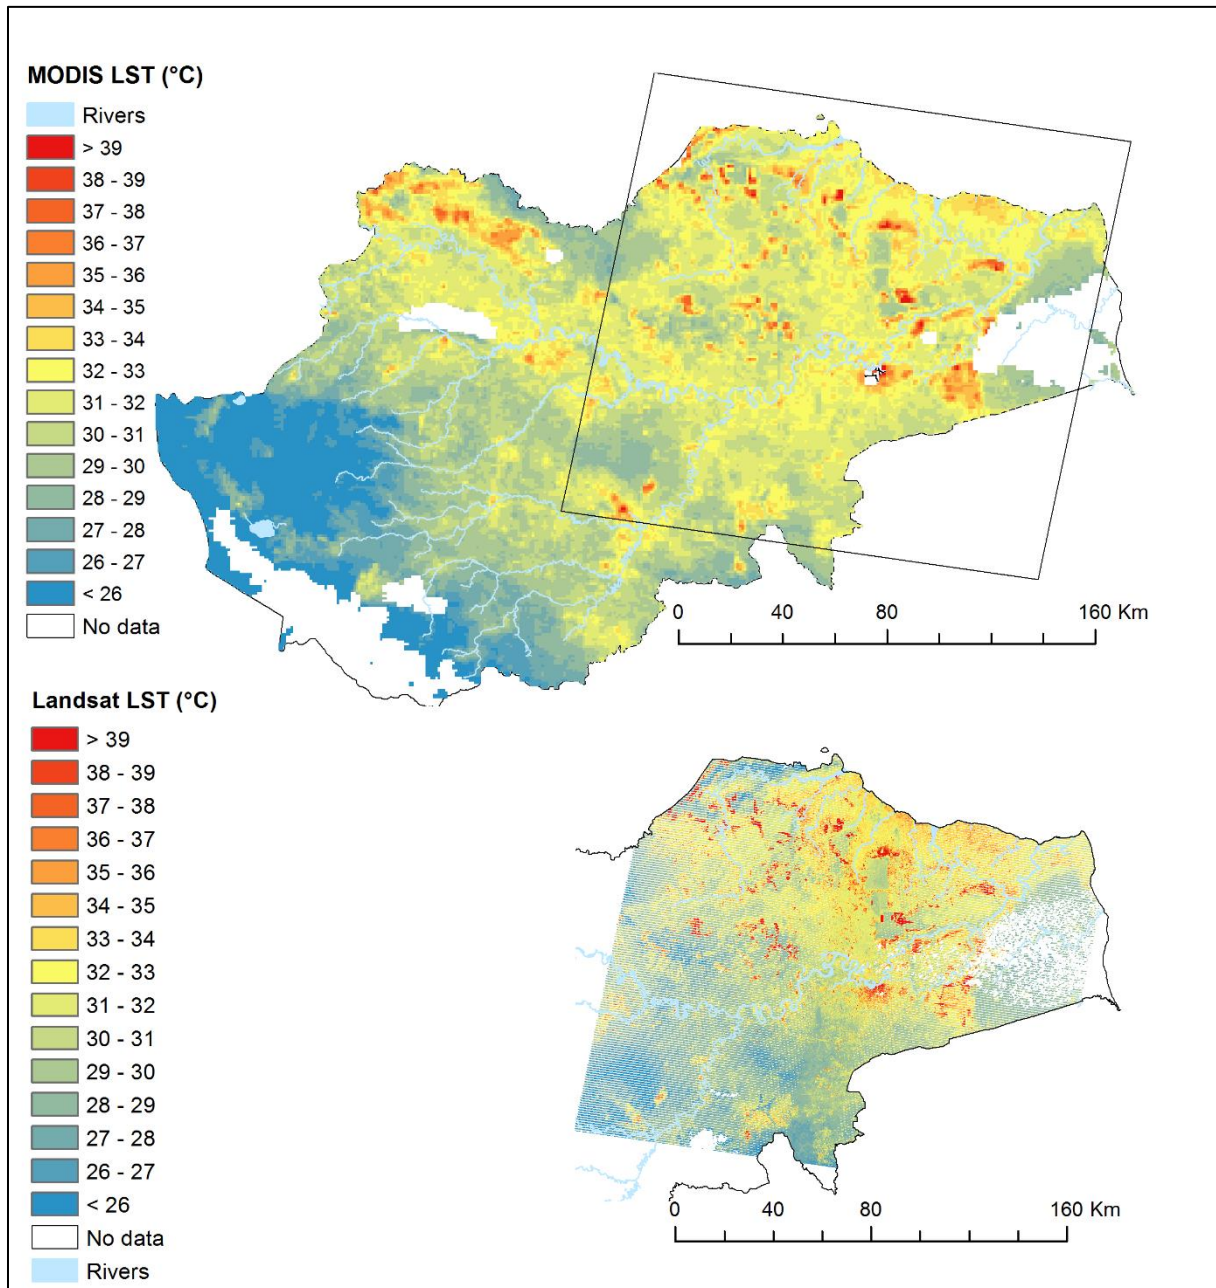 MODIS LST (°C)
Rivers
> 39
38 - 39
37 - 38
36 - 37
35 - 36
34 - 35
33 - 34
32 - 33
31 - 32
30 - 31
29 - 30
28 - 29
27 - 28
26 - 27
< 26
No data
0 40 80 160 Km
Landsat LST (°C)
> 39
38 - 39
37 - 38
36 - 37
35 - 36
34 - 35
33 - 34
32 - 33
31 - 32
30 - 31
29 - 30
28 - 29
27 - 28
26 - 27
< 26
No data
Rivers
0 40 80 160 Km